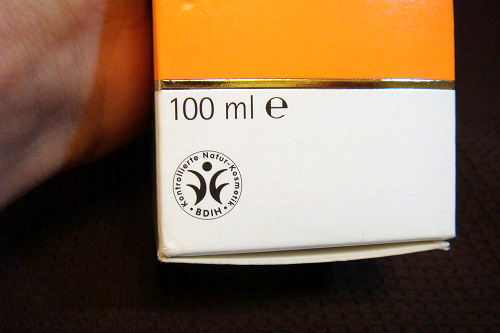 100 ml ℮
Kontrollierte Natur-Kosmetik
• BDIH •